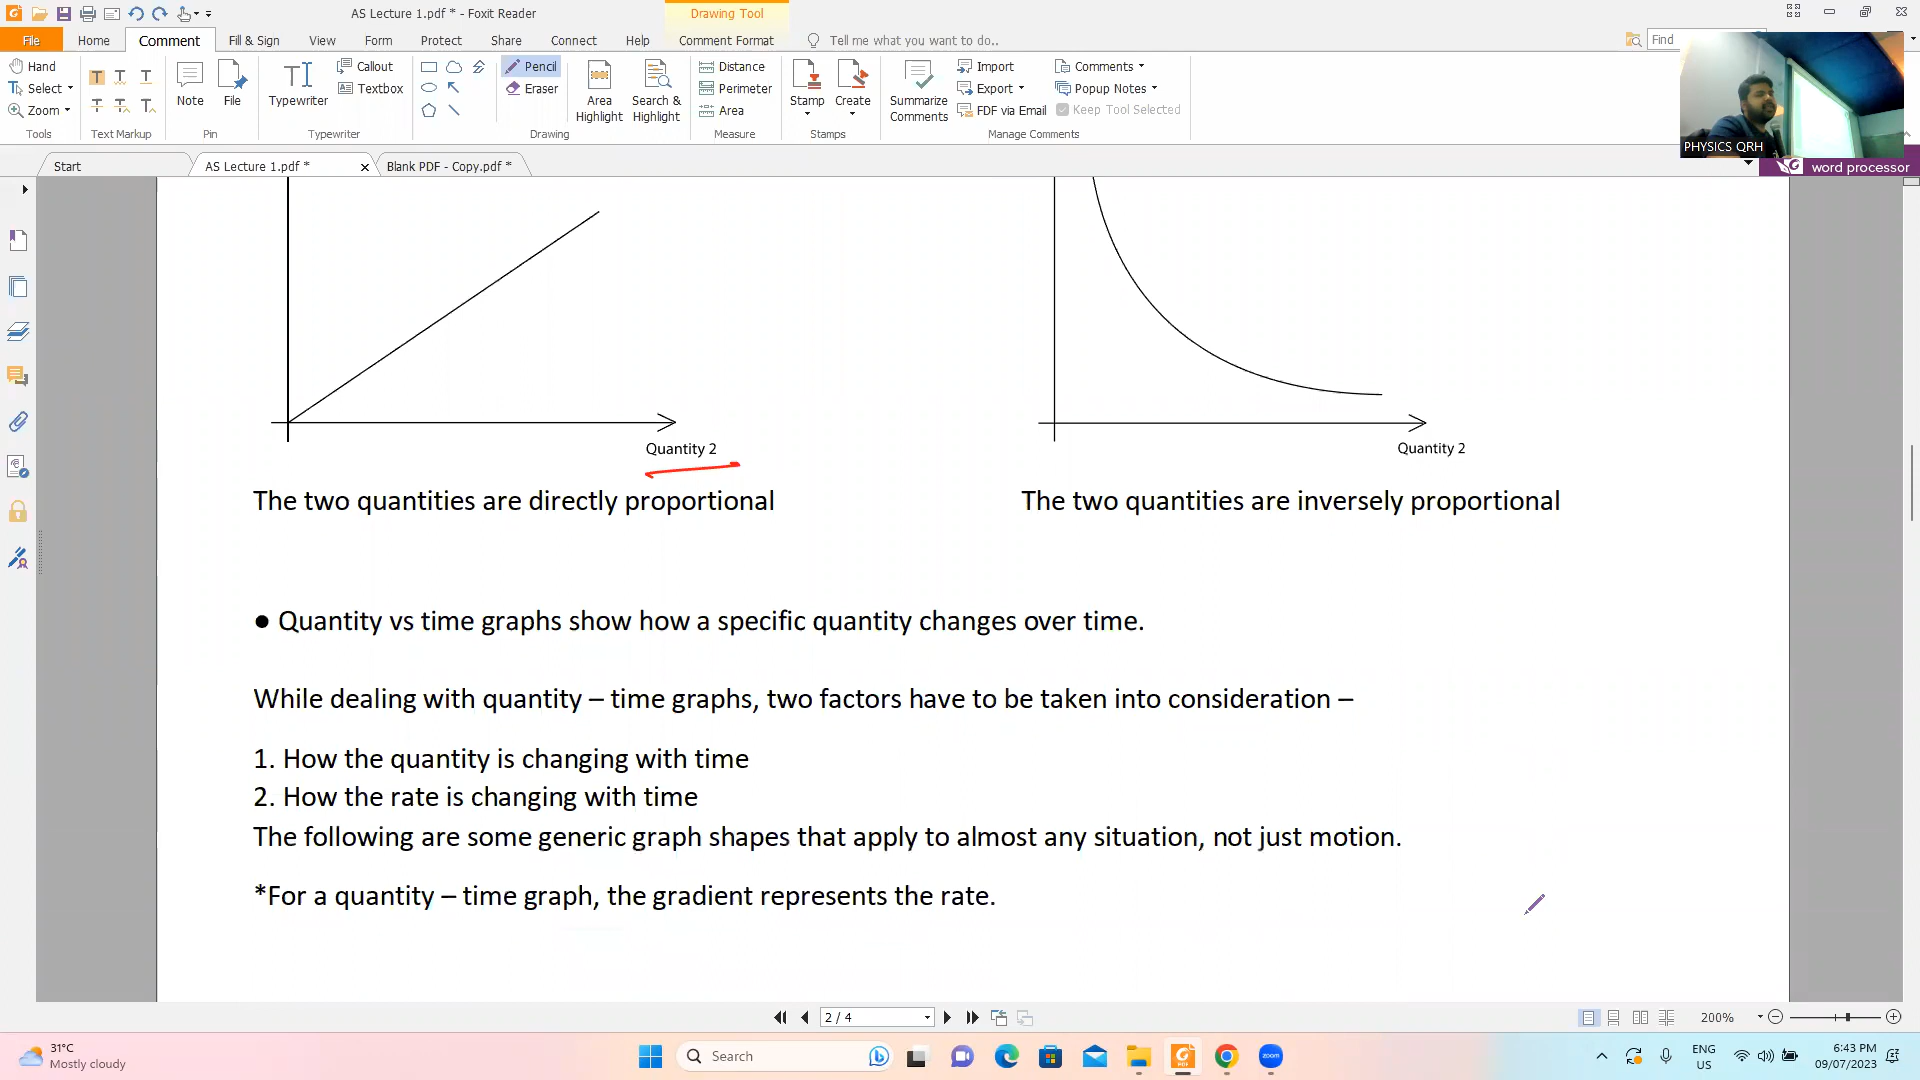 AS Lecture 1.pdf * - Foxit Reader
Drawing Tool
File
Home
Comment
Fill & Sign
View
Form
Protect
Share
Connect
Help
Comment Format
Tell me what you want to do..
Find
Hand
Select
Zoom
Tools
Text Markup
Note
File
Pin
Typewriter
Callout
Textbox
Typewriter
Pencil
Eraser
Drawing
Area
Highlight
Search &
Highlight
Distance
Perimeter
Area
Measure
Stamp
Create
Stamps
Summarize
Comments
Import
Export
FDF via Email
Comments
Popup Notes
Keep Tool Selected
Manage Comments
PHYSICS QRH
Start
AS Lecture 1.pdf *
Blank PDF - Copy.pdf *
word processor
Quantity 2
Quantity 2
The two quantities are directly proportional
The two quantities are inversely proportional
● Quantity vs time graphs show how a specific quantity changes over time.
While dealing with quantity – time graphs, two factors have to be taken into consideration –
1. How the quantity is changing with time
2. How the rate is changing with time
The following are some generic graph shapes that apply to almost any situation, not just motion.
*For a quantity – time graph, the gradient represents the rate.
2 / 4
200%
31°C
Mostly cloudy
Search
zoom
ENG
US
6:43 PM
09/07/2023